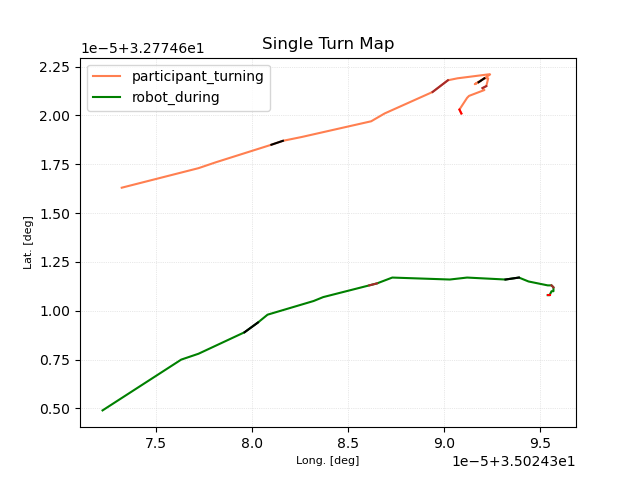 1e-5+3.27746e1
Single Turn Map
participant_turning
robot_during
2.25
2.00
1.75
1.50
1.25
1.00
0.75
0.50
Lat. [deg]
7.5
8.0
8.5
9.0
9.5
Long. [deg]
1e-5+3.50243e1